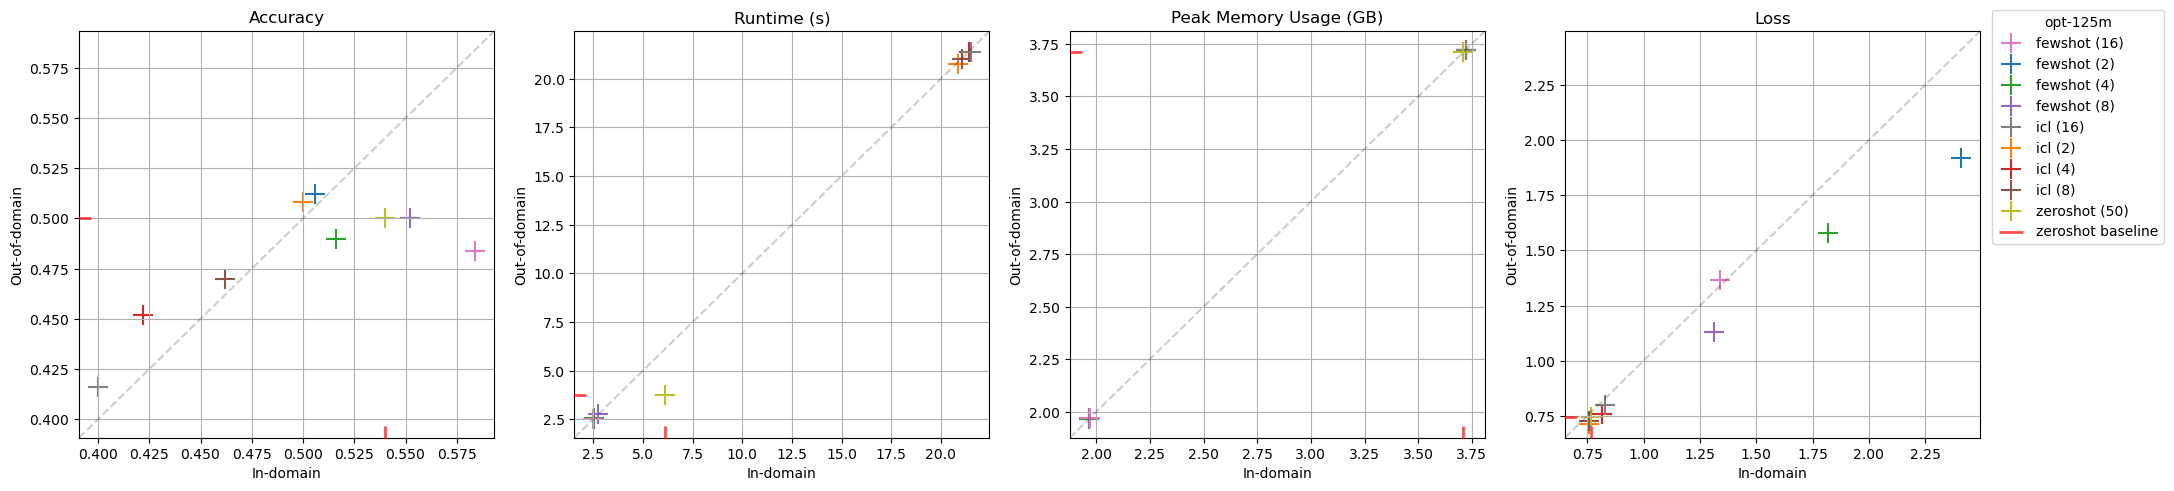 Accuracy
0.575
0.550
0.525
0.500
0.475
0.450
0.425
0.400
Out-of-domain
0.400 0.425 0.450 0.475 0.500 0.525 0.550 0.575
In-domain
Runtime (s)
20.0
17.5
15.0
12.5
10.0
7.5
5.0
2.5
Out-of-domain
2.5 5.0 7.5 10.0 12.5 15.0 17.5 20.0
In-domain
Peak Memory Usage (GB)
3.75
3.50
3.25
3.00
2.75
2.50
2.25
2.00
Out-of-domain
2.00 2.25 2.50 2.75 3.00 3.25 3.50 3.75
In-domain
Loss
2.25
2.00
1.75
1.50
1.25
1.00
0.75
Out-of-domain
0.75 1.00 1.25 1.50 1.75 2.00 2.25
In-domain
opt-125m
fewshot (16)
fewshot (2)
fewshot (4)
fewshot (8)
icl (16)
icl (2)
icl (4)
icl (8)
zeroshot (50)
zeroshot baseline